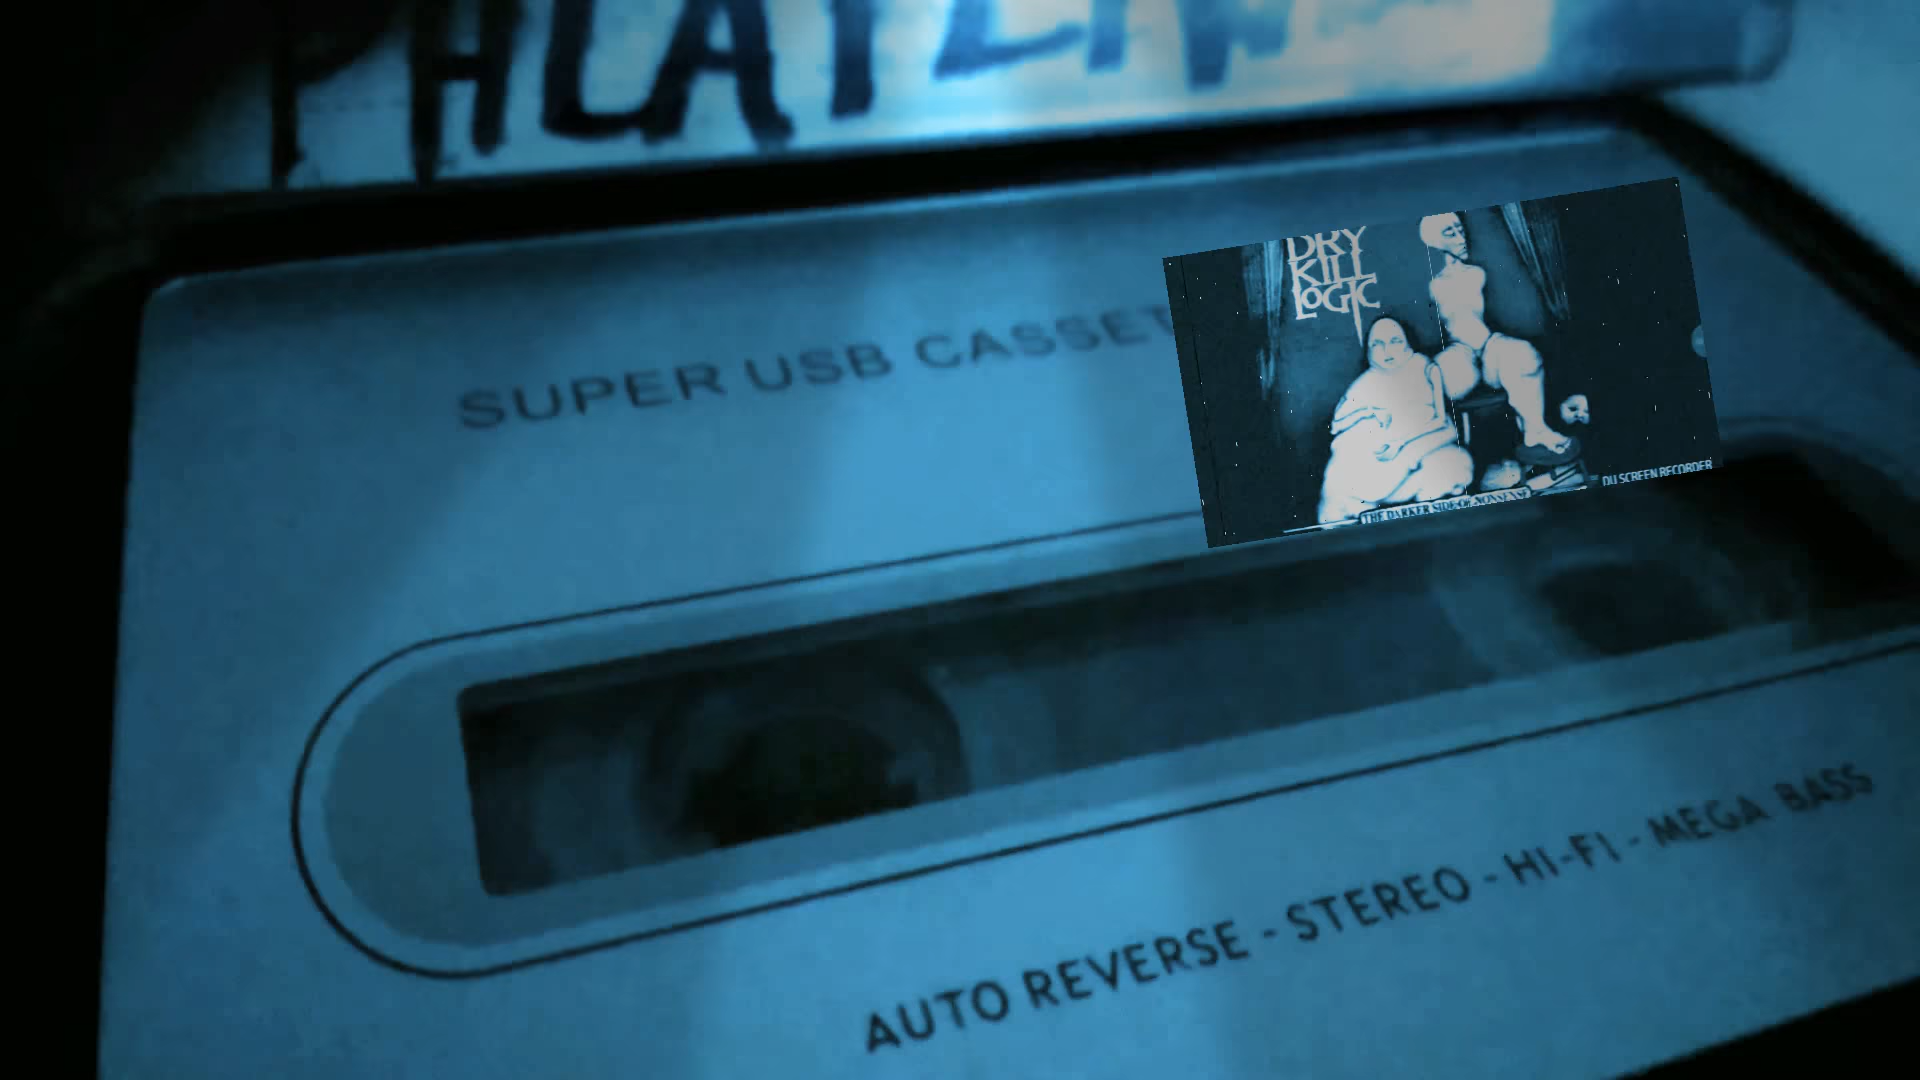 SUPER USB CASSET
DRY
KILL
LOGIC
THE DARKER SIDE OF NONSENSE
DU SCREEN RECORDER
AUTO REVERSE - STEREO - HI-FI - MEGA BASS